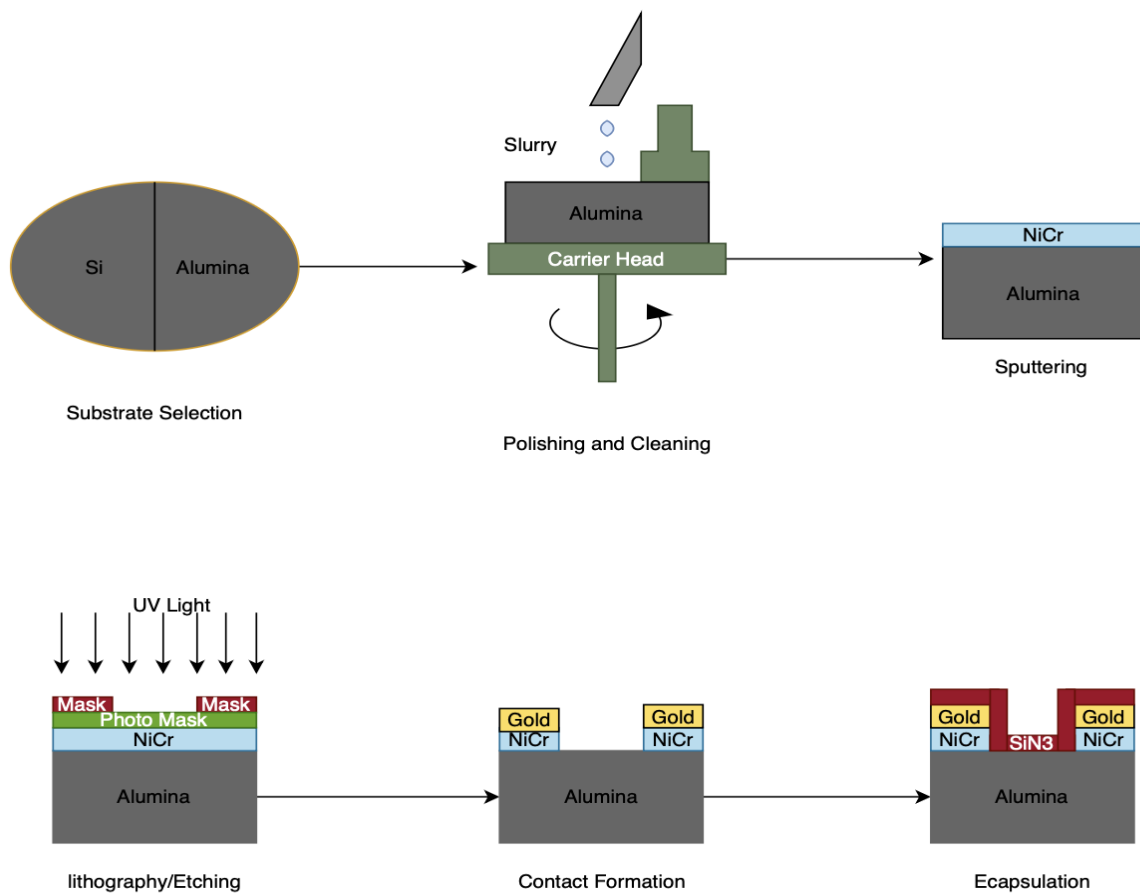 Slurry
Si
Alumina
Alumina
Carrier Head
NiCr
Alumina
Substrate Selection
Polishing and Cleaning
Sputtering
UV Light
Mask
Mask
Photo Mask
NiCr
Alumina
lithography/Etching
Gold
Gold
NiCr
NiCr
Alumina
Contact Formation
Gold
Gold
NiCr
SiN3
NiCr
Alumina
Ecapsulation